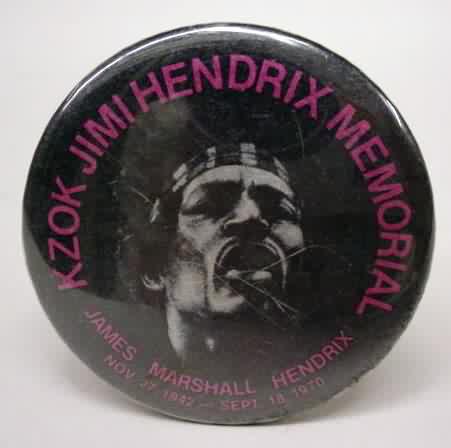 KZOK JIMI HENDRIX MEMORIAL
JAMES MARSHALL HENDRIX
NOV. 27 1942 — SEPT. 18 1970